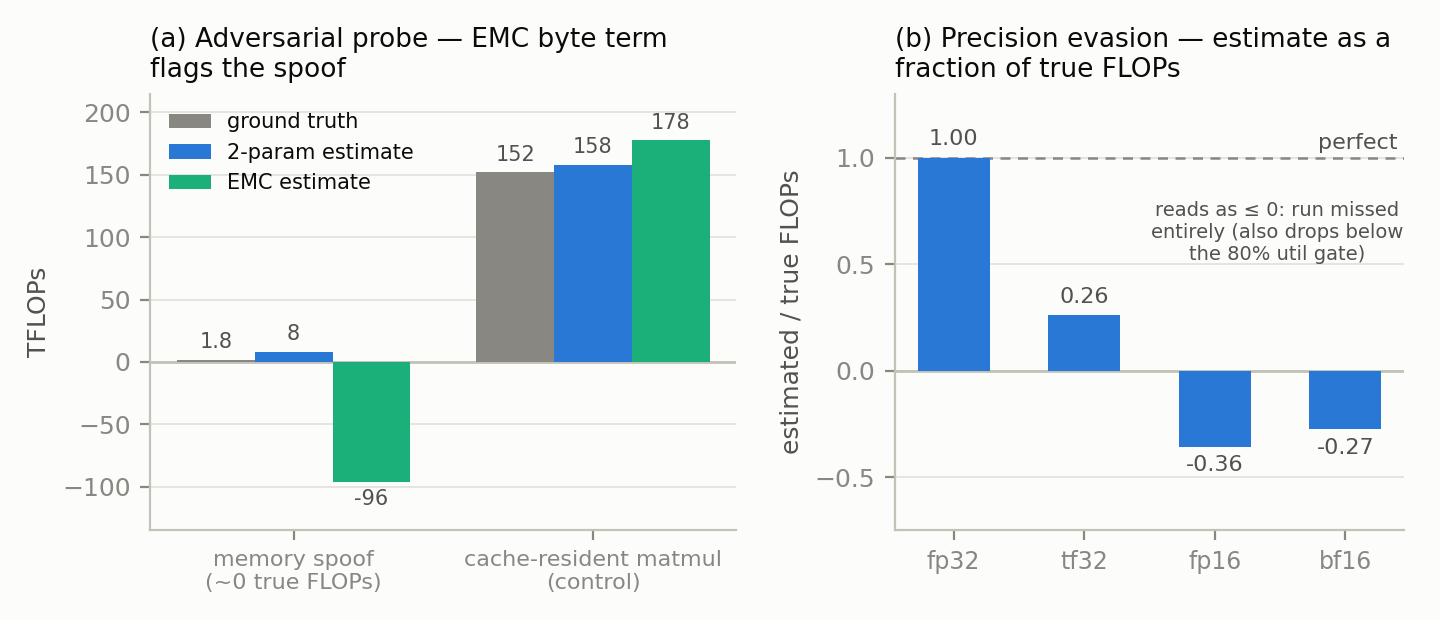 (a) Adversarial probe — EMC byte term
flags the spoof
TFLOPs
200
150
100
50
0
−50
−100
ground truth
2-param estimate
EMC estimate
1.8
8
-96
152
158
178
memory spoof
(~0 true FLOPs)
cache-resident matmul
(control)
(b) Precision evasion — estimate as a
fraction of true FLOPs
estimated / true FLOPs
1.0
0.5
0.0
−0.5
1.00
perfect
reads as ≤ 0: run missed
entirely (also drops below
the 80% util gate)
0.26
-0.36
-0.27
fp32
tf32
fp16
bf16